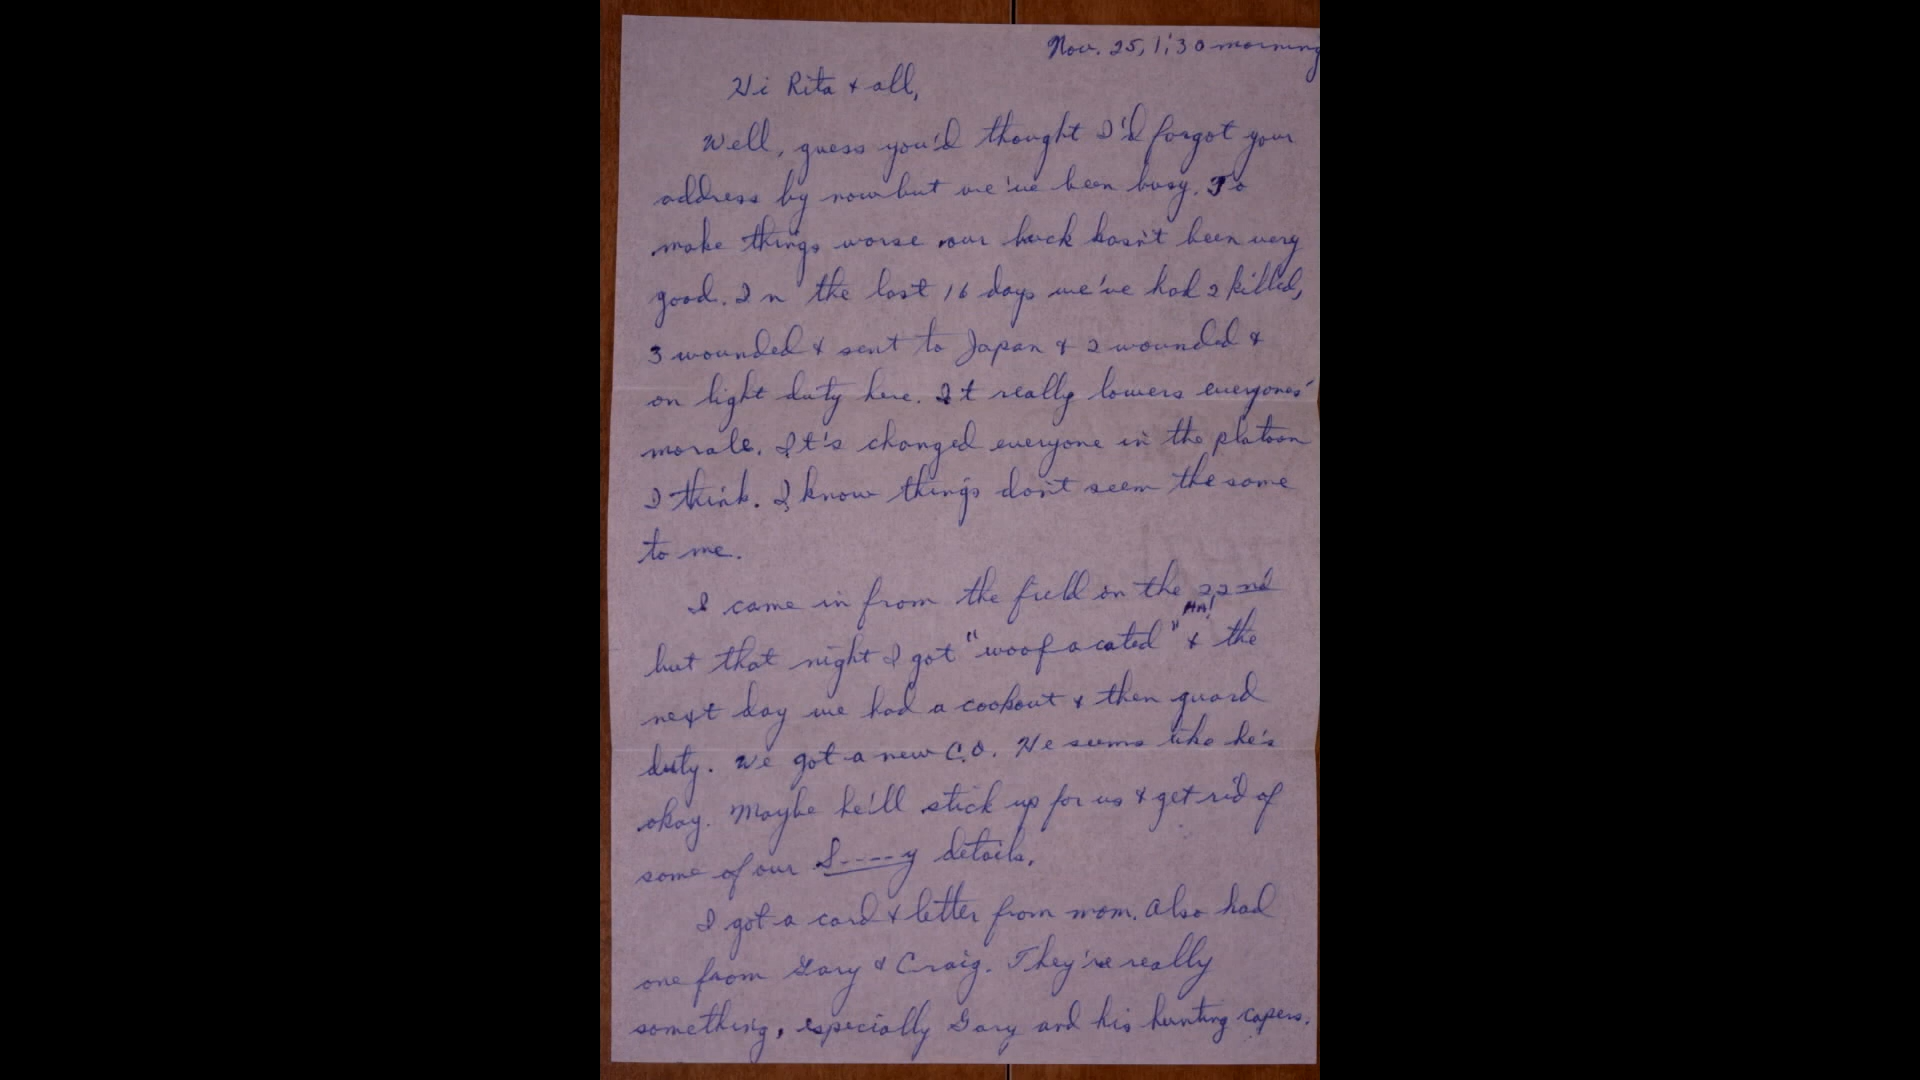 Nov. 25, 1:30 morning
Hi Rita & all,
Well, guess you'd thought I'd forgot your
address by now but we've been busy. To
make things worse our luck hasn't been very
good. In the last 16 days we've had 2 killed,
3 wounded & sent to Japan & 2 wounded &
on light duty here. It really lowers everyones'
morale. It's changed everyone in the platoon
I think. I know things don't seem the same
to me.
I came in from the field on the 22nd
HA!
but that night I got "woofacated" & the
next day we had a cookout & then guard
duty. We got a new C.O. He seems like he's
okay. Maybe he'll stick up for us & get rid of
some of our S----y details.
I got a card & letter from mom. Also had
one from Gary & Craig. They're really
something, especially Gary and his hunting capers.